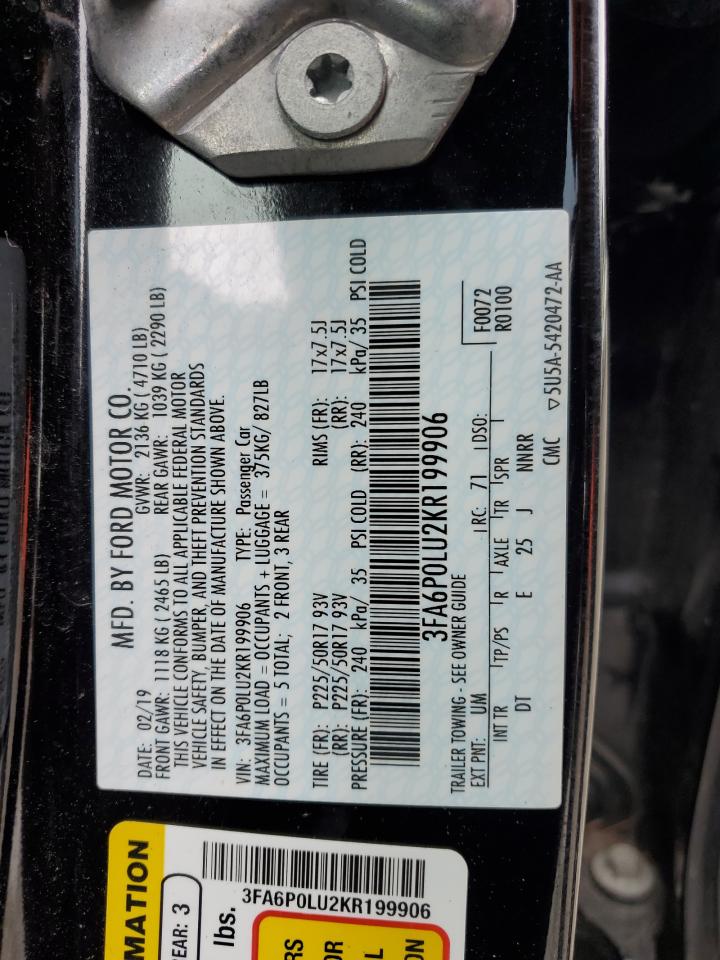 MFD. BY FORD MOTOR CO.
DATE: 02/19 GVWR: 2136 KG ( 4710 LB)
FRONT GAWR: 1118 KG ( 2465 LB) REAR GAWR: 1039 KG ( 2290 LB)
THIS VEHICLE CONFORMS TO ALL APPLICABLE FEDERAL MOTOR
VEHICLE SAFETY, BUMPER, AND THEFT PREVENTION STANDARDS
IN EFFECT ON THE DATE OF MANUFACTURE SHOWN ABOVE.
VIN: 3FA6P0LU2KR199906 TYPE: Passenger Car
MAXIMUM LOAD = OCCUPANTS + LUGGAGE = 375KG/ 827LB
OCCUPANTS = 5 TOTAL; 2 FRONT, 3 REAR
TIRE (FR): P225/50R17 93V RIMS (FR): 17x7.5J
(RR): P225/50R17 93V (RR): 17x7.5J
PRESSURE (FR): 240 kPa/ 35 PSI COLD (RR): 240 kPa/ 35 PSI COLD
3FA6P0LU2KR199906
TRAILER TOWING - SEE OWNER GUIDE
EXT PNT: UM RC: 71 DSO: F0072
R0100
INT TR TP/PS R AXLE TR SPR
DT E 25 J NNRR
CMC ▽5U5A-5420472-AA
MATION
REAR: 3
lbs.
3FA6P0LU2KR199906
RS
OR
L
ON